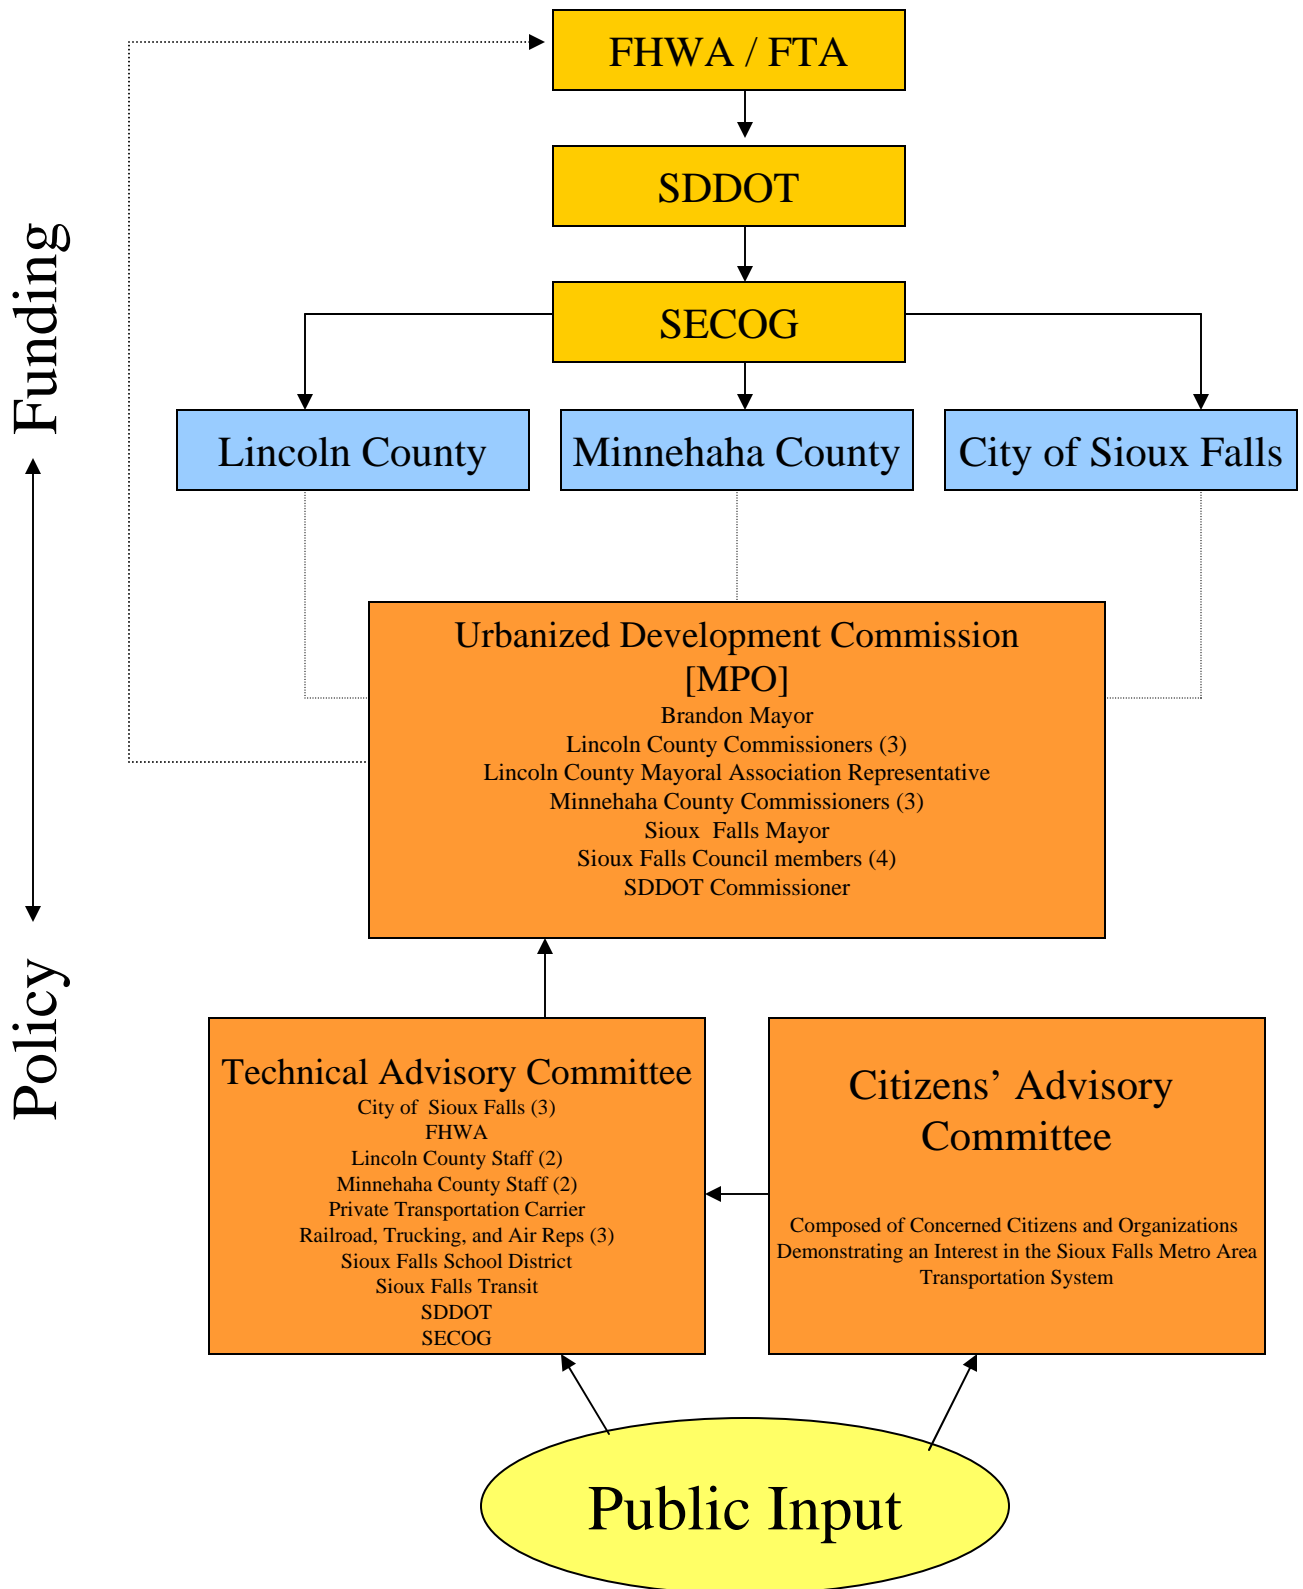 FHWA / FTA
SDDOT
SECOG
Funding
Lincoln County
Minnehaha County
City of Sioux Falls
Urbanized Development Commission
[MPO]
Brandon Mayor
Lincoln County Commissioners (3)
Lincoln County Mayoral Association Representative
Minnehaha County Commissioners (3)
Sioux Falls Mayor
Sioux Falls Council members (4)
SDDOT Commissioner
Policy
Technical Advisory Committee
City of Sioux Falls (3)
FHWA
Lincoln County Staff (2)
Minnehaha County Staff (2)
Private Transportation Carrier
Railroad, Trucking, and Air Reps (3)
Sioux Falls School District
Sioux Falls Transit
SDDOT
SECOG
Citizens’ Advisory
Committee
Composed of Concerned Citizens and Organizations
Demonstrating an Interest in the Sioux Falls Metro Area
Transportation System
Public Input